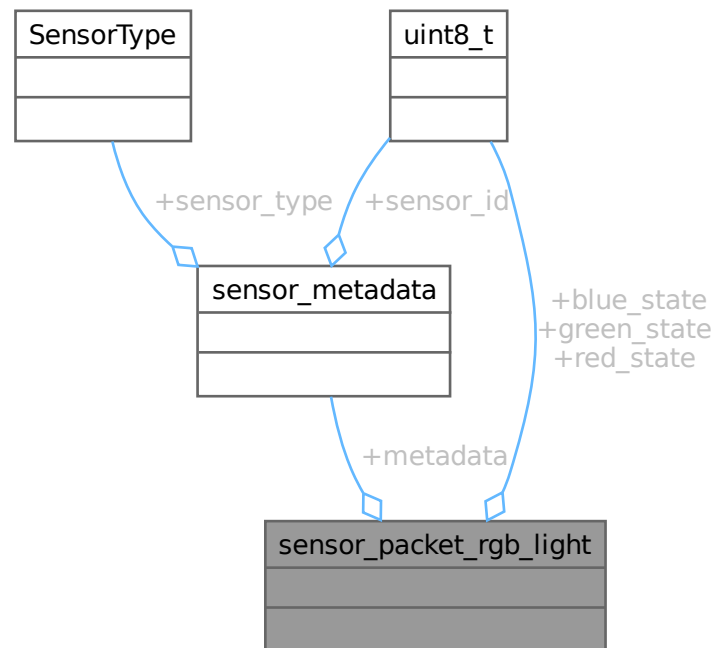 SensorType
uint8_t
+sensor_type
+sensor_id
+blue_state
+green_state
+red_state
sensor_metadata
+metadata
sensor_packet_rgb_light